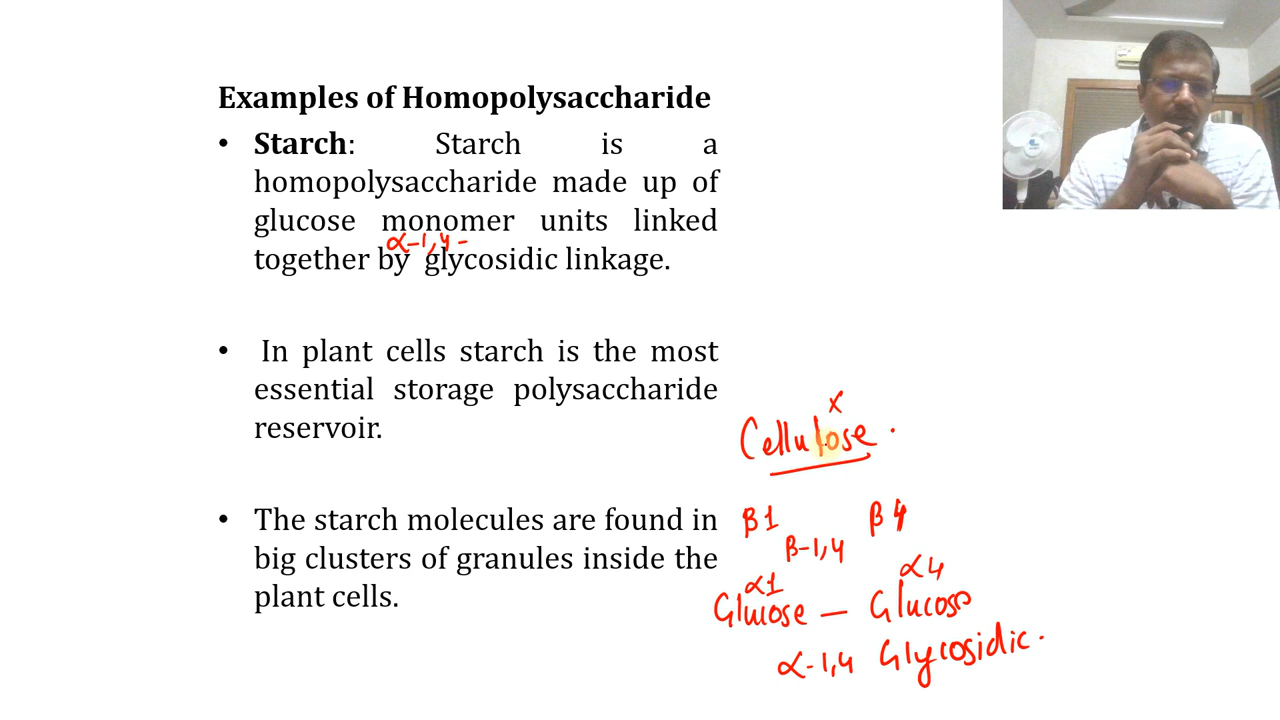 Examples of Homopolysaccharide
• Starch: Starch is a
homopolysaccharide made up of
glucose monomer units linked
α-1,4-
together by glycosidic linkage.
• In plant cells starch is the most
essential storage polysaccharide
reservoir.
x
Cellulose.
• The starch molecules are found in
big clusters of granules inside the
plant cells.
β1 β4
β-1,4
α1 α4
Glucose – Glucose
α-1,4 Glycosidic.